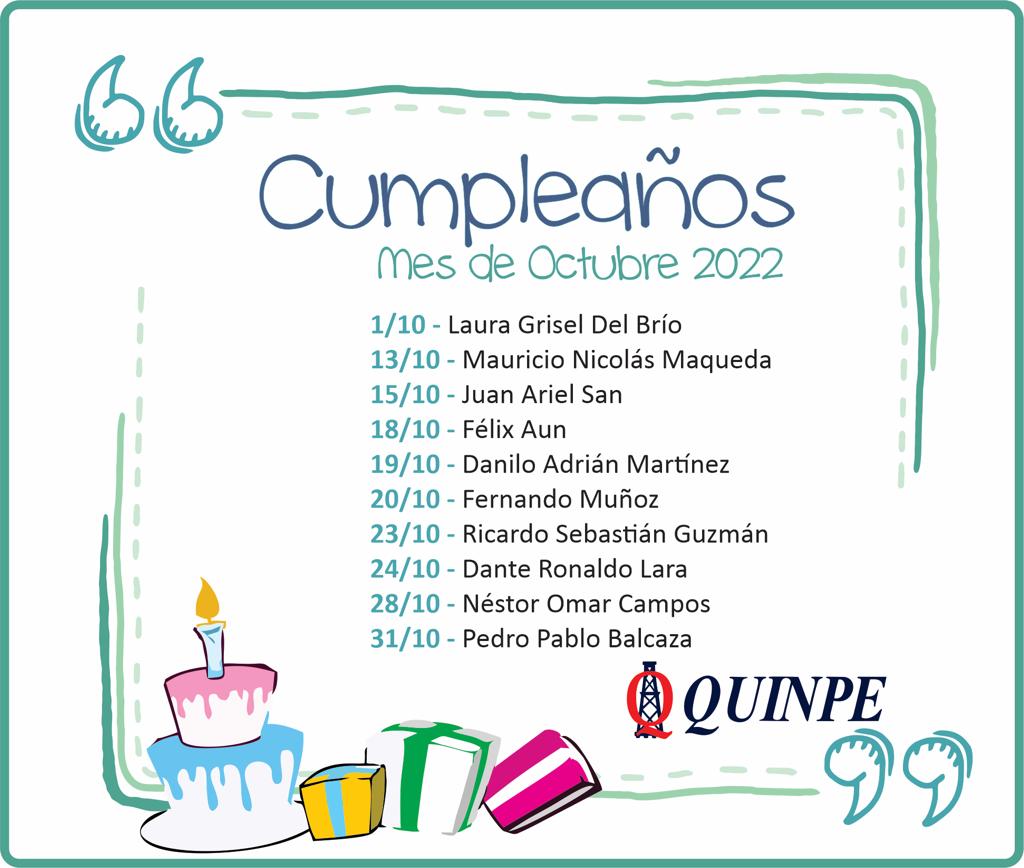 Cumpleaños
Mes de Octubre 2022
1/10 - Laura Grisel Del Brío
13/10 - Mauricio Nicolás Maqueda
15/10 - Juan Ariel San
18/10 - Félix Aun
19/10 - Danilo Adrián Martínez
20/10 - Fernando Muñoz
23/10 - Ricardo Sebastián Guzmán
24/10 - Dante Ronaldo Lara
28/10 - Néstor Omar Campos
31/10 - Pedro Pablo Balcaza
Q QUINPE